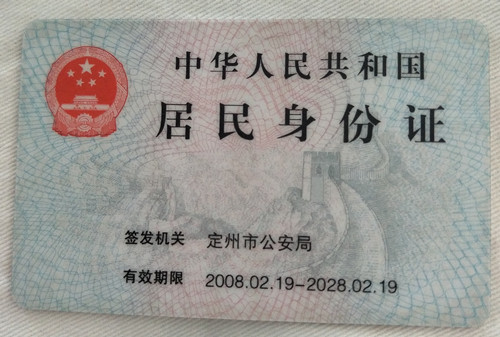 中华人民共和国
居民身份证
签发机关 定州市公安局
有效期限 2008.02.19-2028.02.19